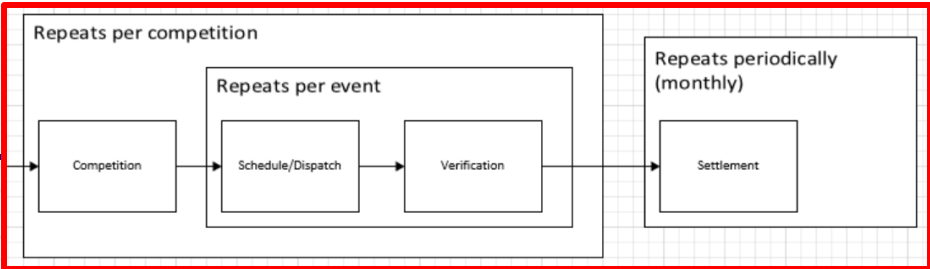 Repeats per competition
Repeats per event
Repeats periodically
(monthly)
Competition
Schedule/Dispatch
Verification
Settlement